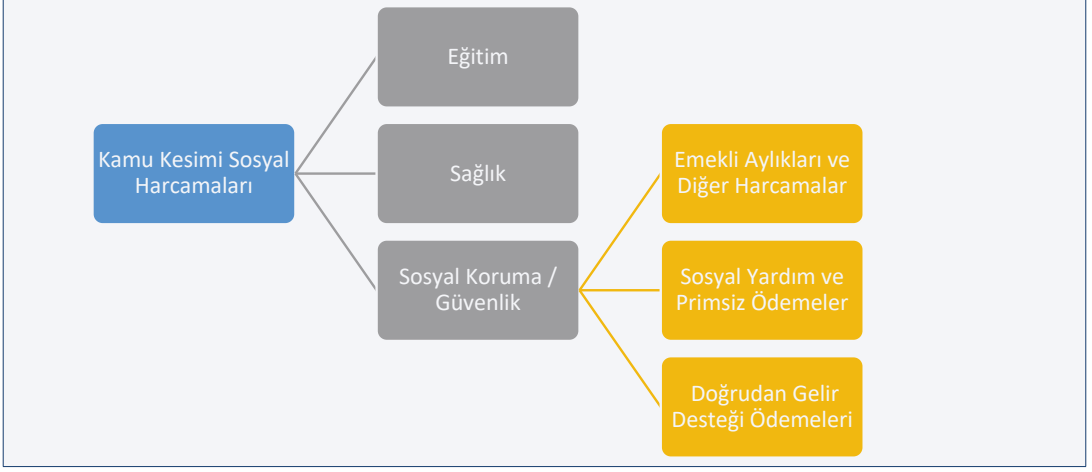 Eğitim
Kamu Kesimi Sosyal
Harcamaları
Sağlık
Sosyal Koruma /
Güvenlik
Emekli Aylıkları ve
Diğer Harcamalar
Sosyal Yardım ve
Primsiz Ödemeler
Doğrudan Gelir
Desteği Ödemeleri